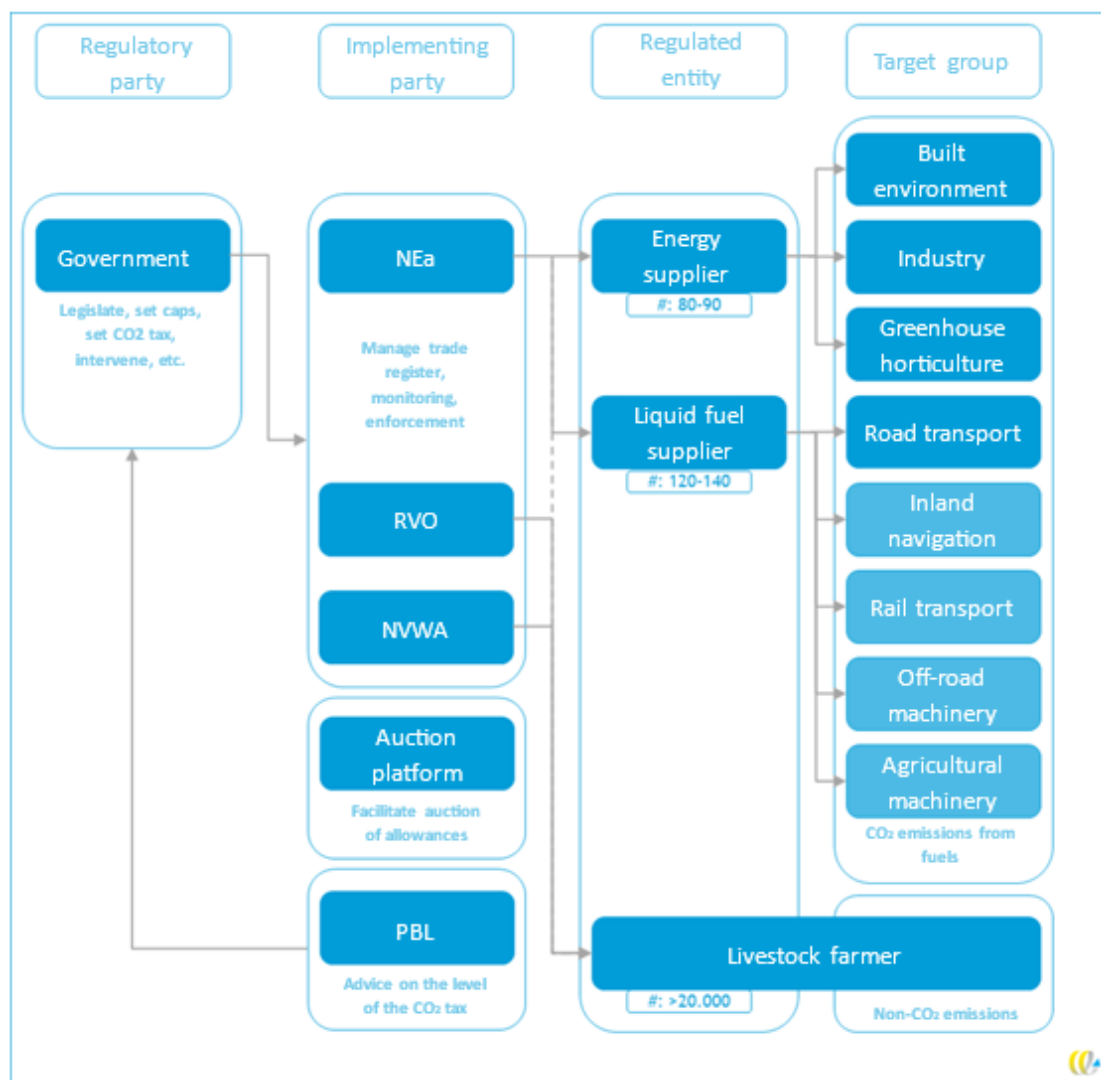 Regulatory
party
Implementing
party
Regulated
entity
Target group
Government
Legislate, set caps,
set CO2 tax,
intervene, etc.
NEa
Manage trade
register,
monitoring,
enforcement
RVO
NVWA
Auction
platform
Facilitate auction
of allowances
PBL
Advice on the level
of the CO₂ tax
Energy
supplier
#: 80-90
Liquid fuel
supplier
#: 120-140
Built
environment
Industry
Greenhouse
horticulture
Road transport
Inland
navigation
Rail transport
Off-road
machinery
Agricultural
machinery
CO₂ emissions from
fuels
Livestock farmer
#: >20.000
Non-CO₂ emissions